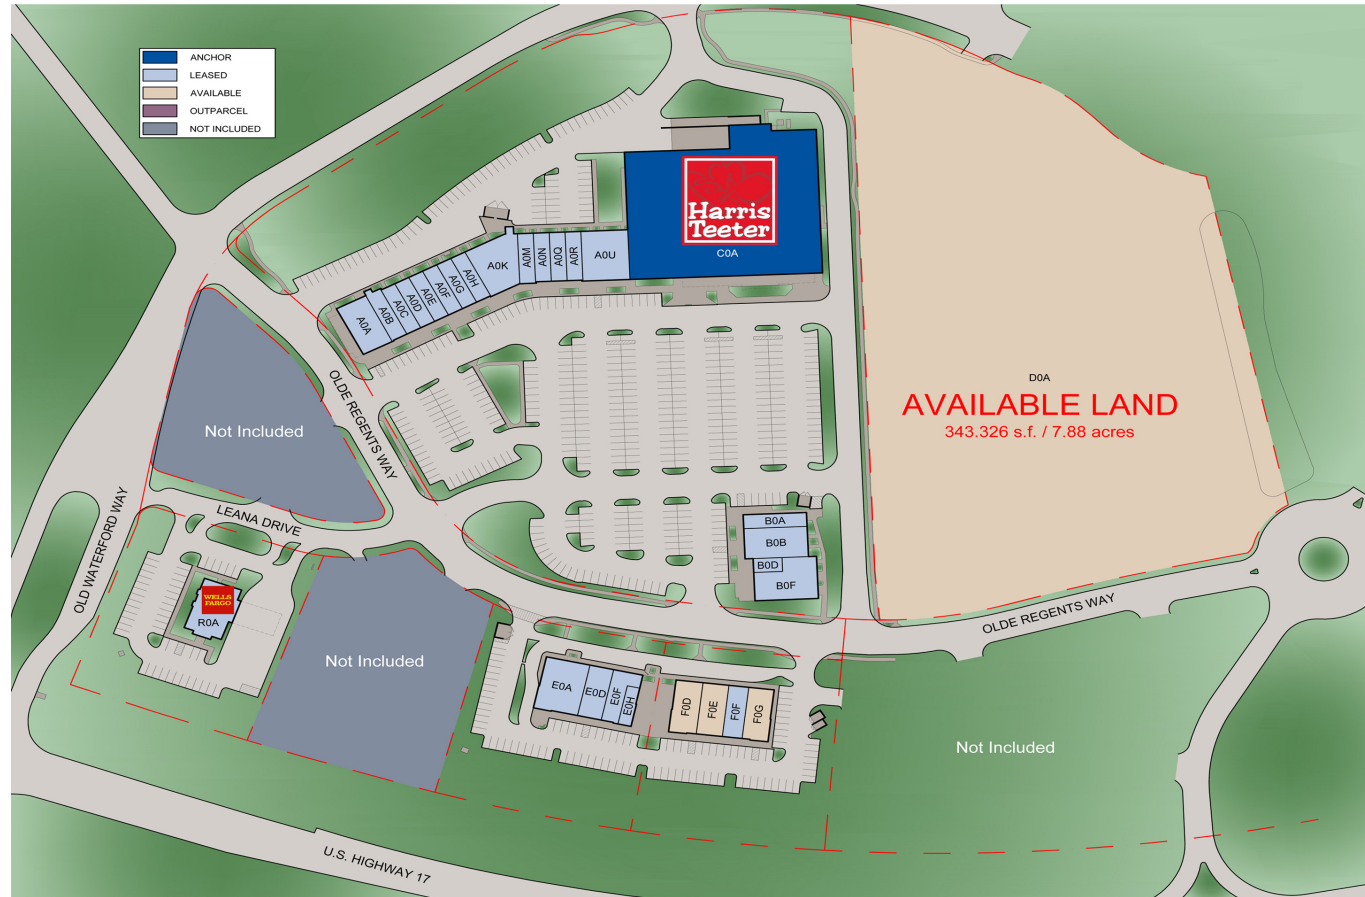 ANCHOR
LEASED
AVAILABLE
OUTPARCEL
NOT INCLUDED
Harris
Teeter
C0A
A0A
A0B
A0C
A0D
A0E
A0F
A0G
A0H
A0K
A0M
A0N
A0Q
A0R
A0U
D0A
AVAILABLE LAND
343.326 s.f. / 7.88 acres
Not Included
OLDE REGENTS WAY
LEANA DRIVE
OLD WATERFORD WAY
WELLS
FARGO
R0A
Not Included
B0A
B0B
B0D
B0F
OLDE REGENTS WAY
E0A
E0D
E0F
E0H
F0D
F0E
F0F
F0G
Not Included
U.S. HIGHWAY 17